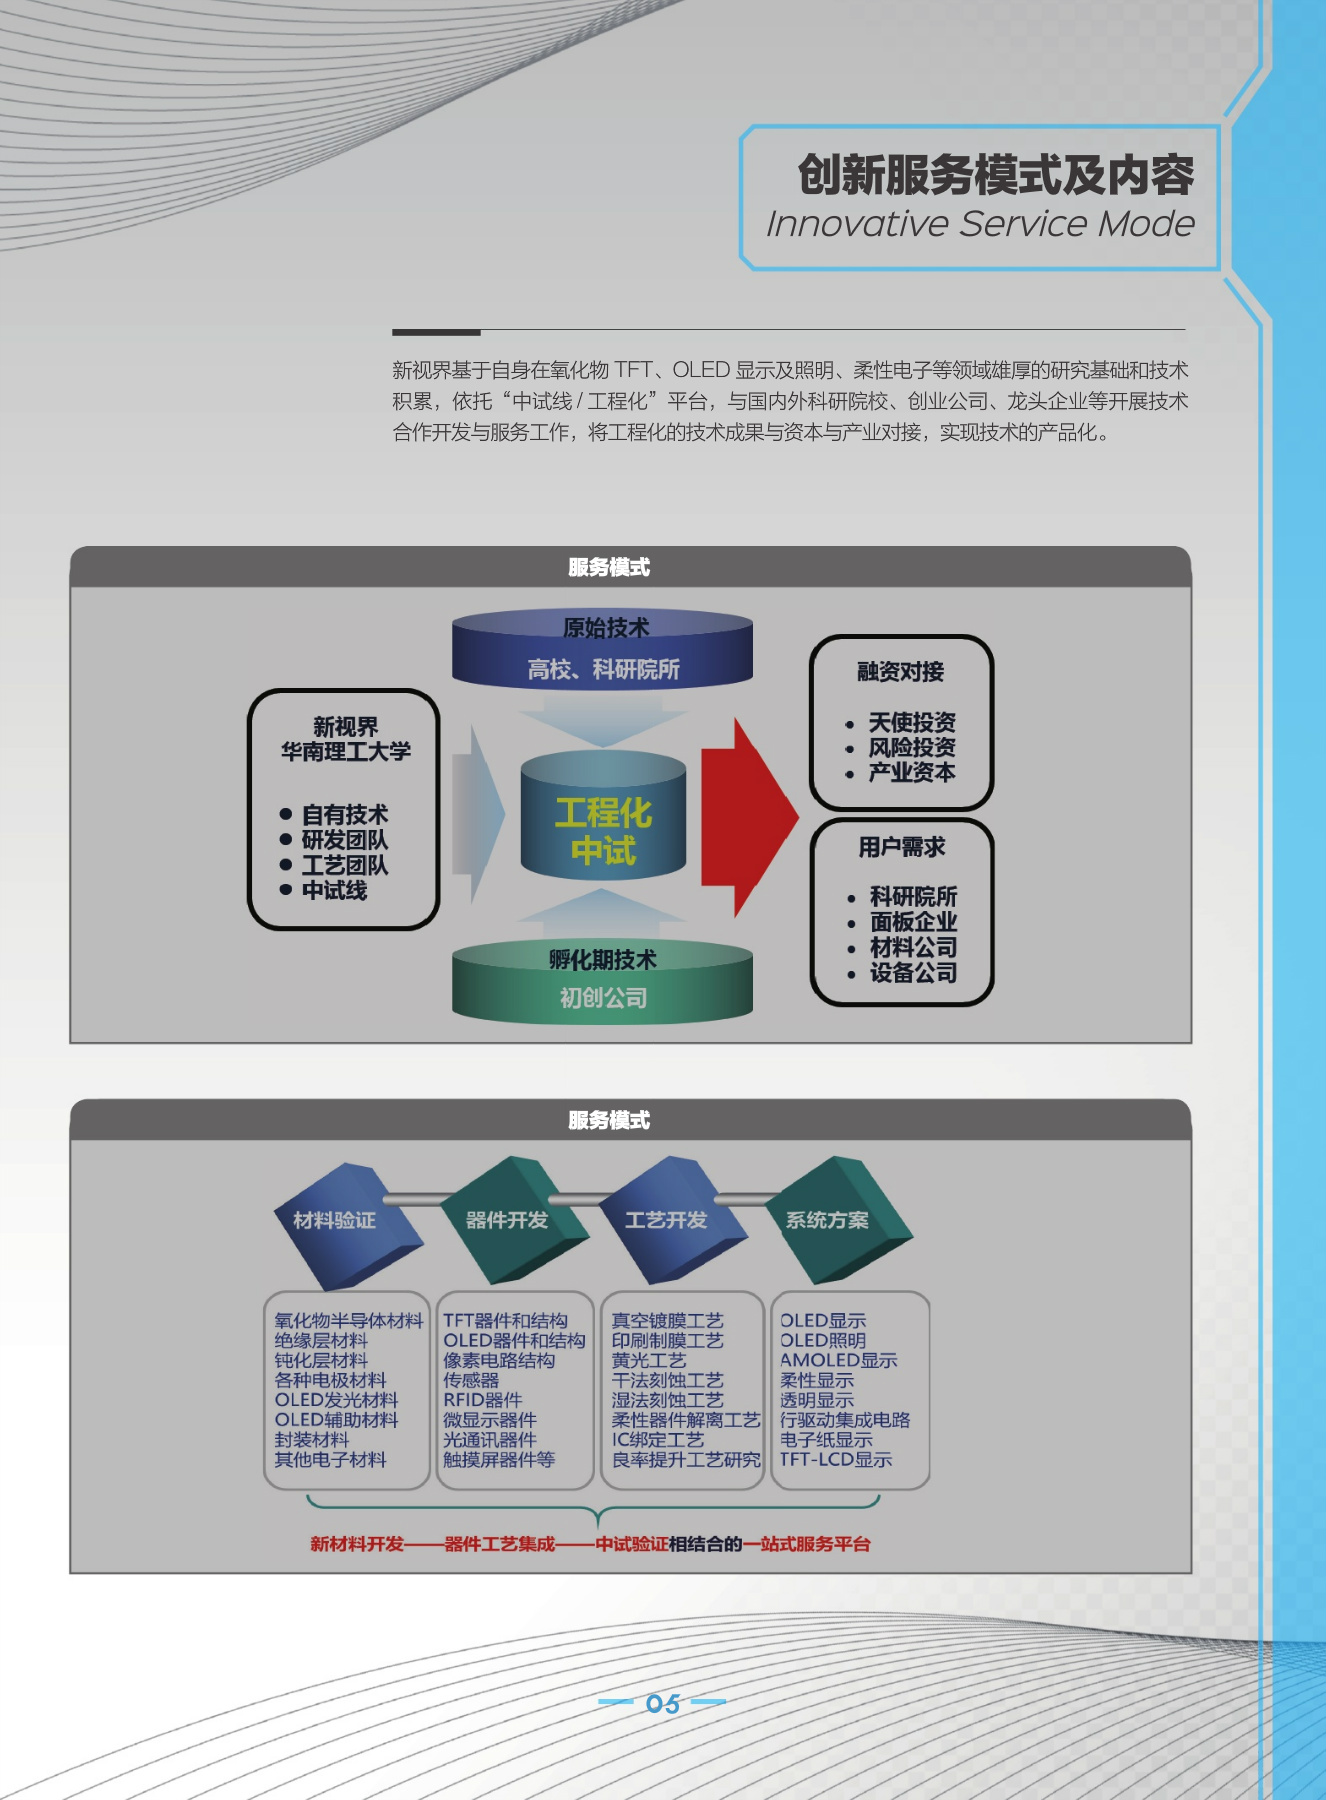 创新服务模式及内容
Innovative Service Mode
新视界基于自身在氧化物 TFT、OLED 显示及照明、柔性电子等领域雄厚的研究基础和技术
积累，依托“中试线 / 工程化”平台，与国内外科研院校、创业公司、龙头企业等开展技术
合作开发与服务工作，将工程化的技术成果与资本与产业对接，实现技术的产品化。
服务模式
原始技术
高校、科研院所
新视界
华南理工大学
● 自有技术
● 研发团队
● 工艺团队
● 中试线
工程化
中试
孵化期技术
初创公司
融资对接
• 天使投资
• 风险投资
• 产业资本
用户需求
• 科研院所
• 面板企业
• 材料公司
• 设备公司
服务模式
材料验证
氧化物半导体材料
绝缘层材料
钝化层材料
各种电极材料
OLED发光材料
OLED辅助材料
封装材料
其他电子材料
器件开发
TFT器件和结构
OLED器件和结构
像素电路结构
传感器
RFID器件
微显示器件
光通讯器件
触摸屏器件等
工艺开发
真空镀膜工艺
印刷制膜工艺
黄光工艺
干法刻蚀工艺
湿法刻蚀工艺
柔性器件解离工艺
IC绑定工艺
良率提升工艺研究
系统方案
OLED显示
OLED照明
AMOLED显示
柔性显示
透明显示
行驱动集成电路
电子纸显示
TFT-LCD显示
新材料开发——器件工艺集成——中试验证相结合的一站式服务平台
05